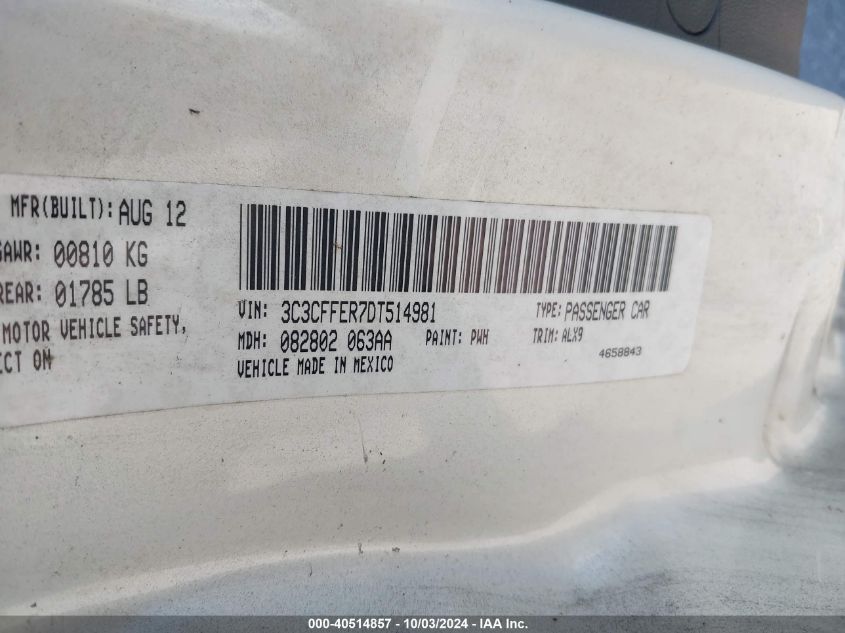 MFR(BUILT): AUG 12
GAWR: 00810 KG
REAR: 01785 LB
MOTOR VEHICLE SAFETY,
ECT ON
VIN: 3C3CFFER7DT514981 TYPE: PASSENGER CAR
MDH: 082802 063AA PAINT: PWH TRIM: ALX9
VEHICLE MADE IN MEXICO 4658843
000-40514857 - 10/03/2024 - IAA Inc.